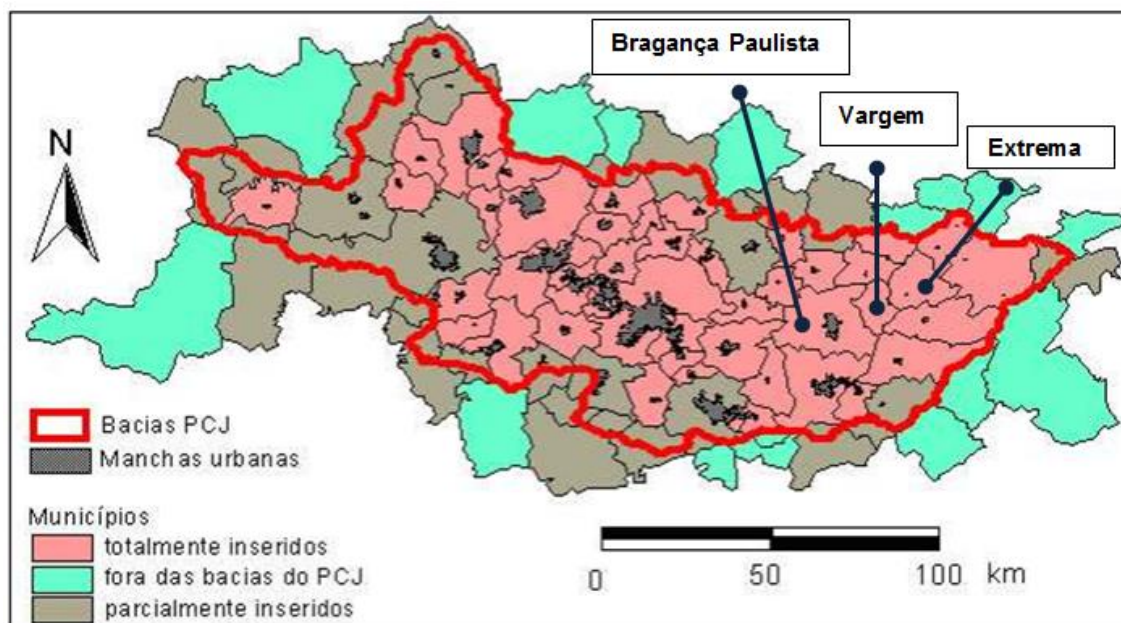 Bragança Paulista
Vargem
Extrema
N
Bacias PCJ
Manchas urbanas
Municípios
totalmente inseridos
fora das bacias do PCJ
parcialmente inseridos
0 50 100 km